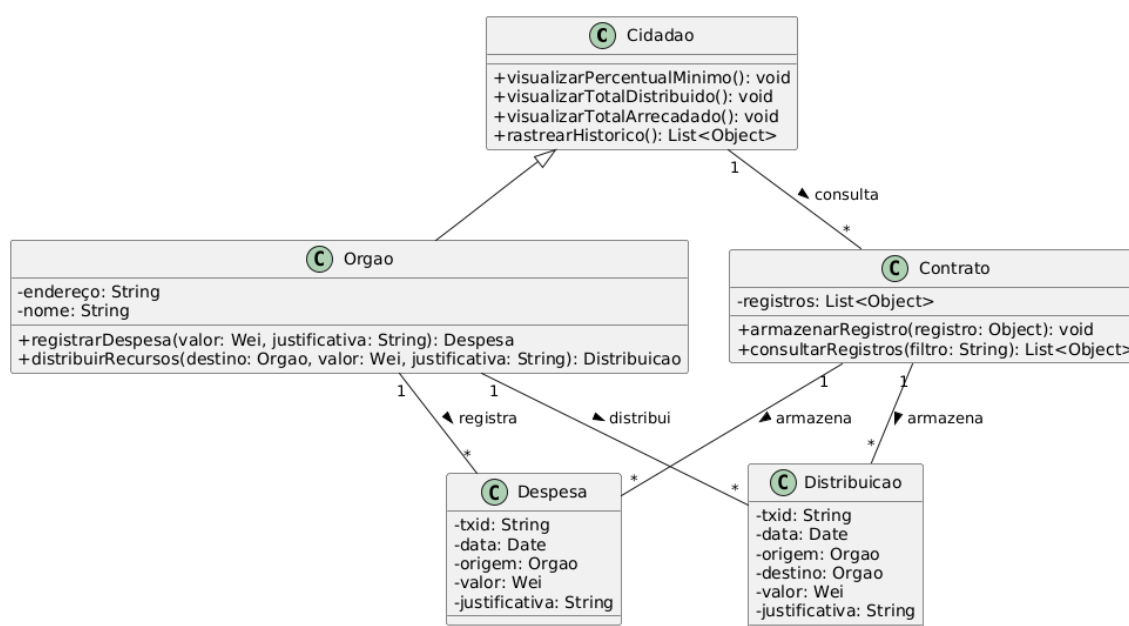 C Cidadao
+visualizarPercentualMinimo(): void
+visualizarTotalDistribuido(): void
+visualizarTotalArrecadado(): void
+rastrearHistorico(): List<Object>
1
consulta
*
C Orgao
-endereço: String
-nome: String
+registrarDespesa(valor: Wei, justificativa: String): Despesa
+distribuirRecursos(destino: Orgao, valor: Wei, justificativa: String): Distribuicao
C Contrato
-registros: List<Object>
+armazenarRegistro(registro: Object): void
+consultarRegistros(filtro: String): List<Object>
1
1
1
1
registra
distribui
armazena
armazena
*
*
*
*
C Despesa
-txid: String
-data: Date
-origem: Orgao
-valor: Wei
-justificativa: String
C Distribuicao
-txid: String
-data: Date
-origem: Orgao
-destino: Orgao
-valor: Wei
-justificativa: String